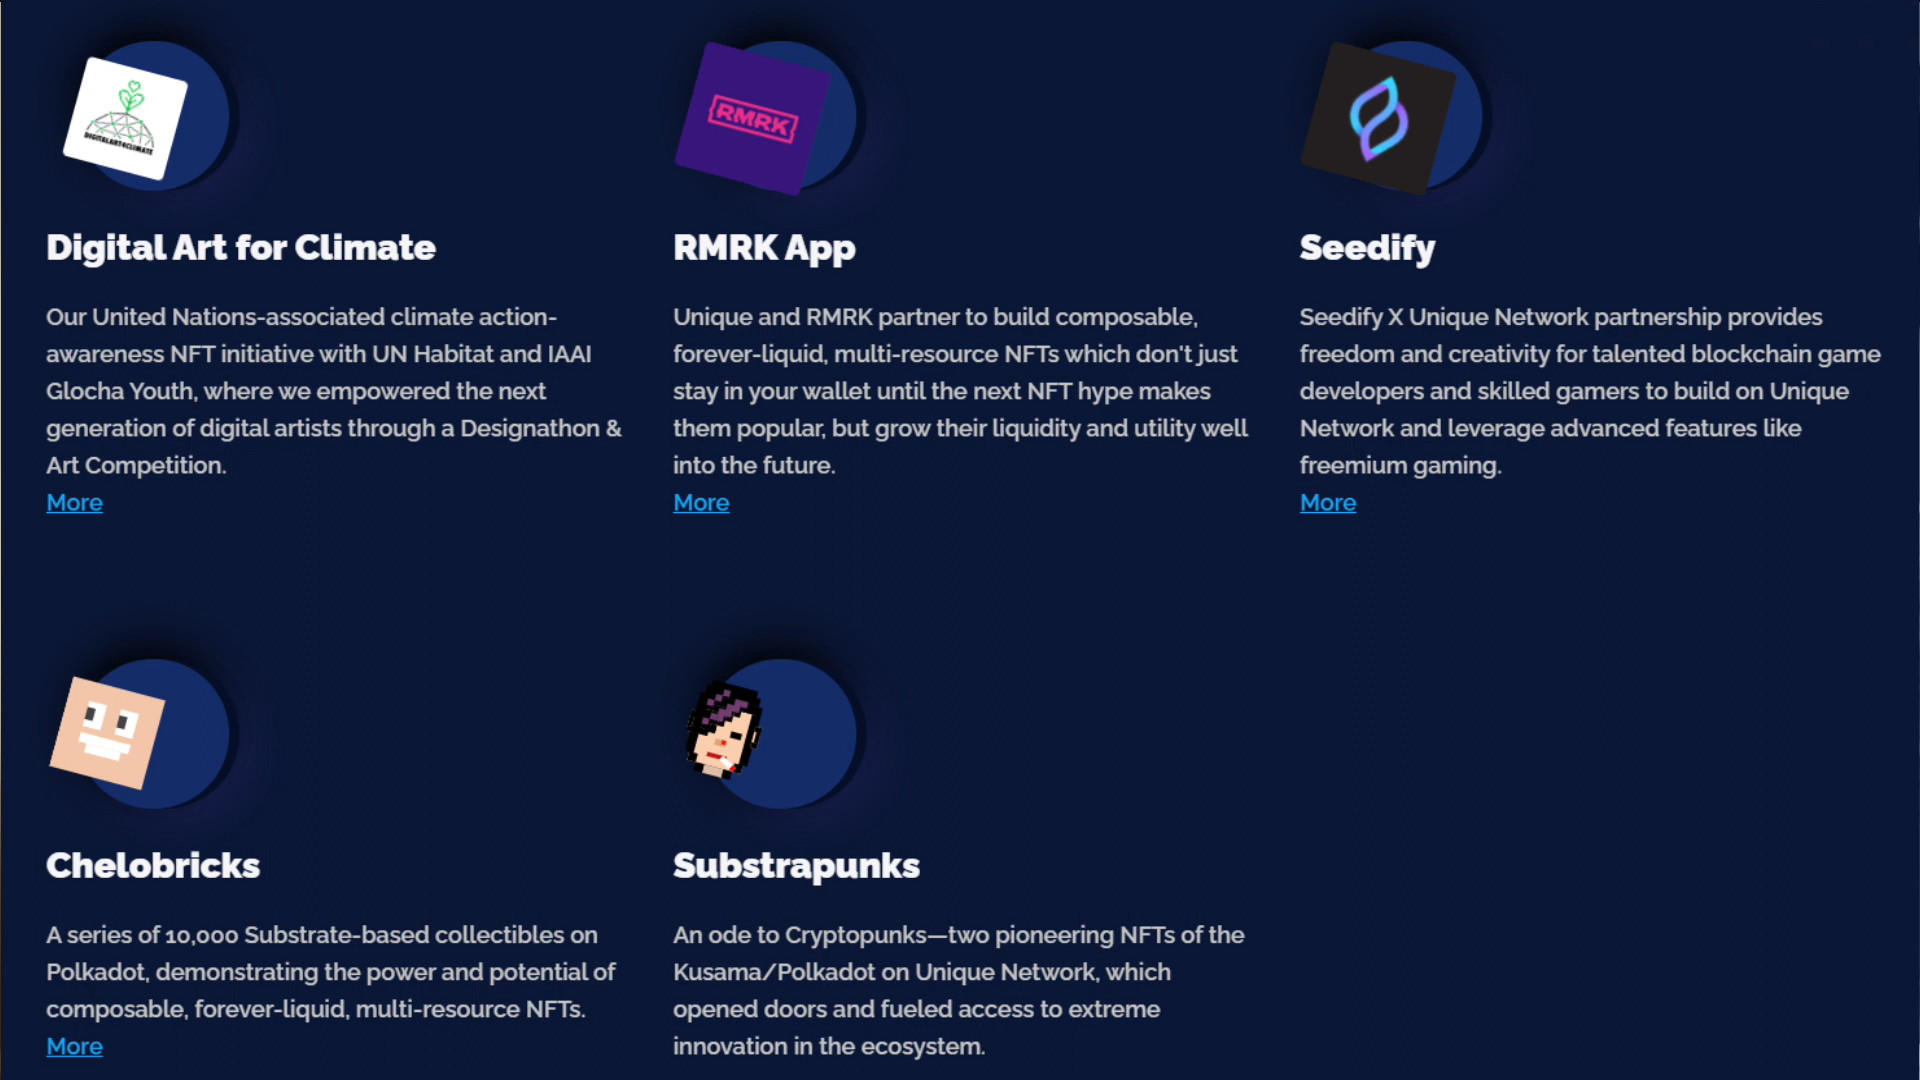 DIGITALART4CLIMATE
RMRK
Digital Art for Climate
Our United Nations-associated climate action-
awareness NFT initiative with UN Habitat and IAAI
Glocha Youth, where we empowered the next
generation of digital artists through a Designathon &
Art Competition.
More
RMRK App
Unique and RMRK partner to build composable,
forever-liquid, multi-resource NFTs which don't just
stay in your wallet until the next NFT hype makes
them popular, but grow their liquidity and utility well
into the future.
More
Seedify
Seedify X Unique Network partnership provides
freedom and creativity for talented blockchain game
developers and skilled gamers to build on Unique
Network and leverage advanced features like
freemium gaming.
More
Chelobricks
A series of 10,000 Substrate-based collectibles on
Polkadot, demonstrating the power and potential of
composable, forever-liquid, multi-resource NFTs.
More
Substrapunks
An ode to Cryptopunks—two pioneering NFTs of the
Kusama/Polkadot on Unique Network, which
opened doors and fueled access to extreme
innovation in the ecosystem.